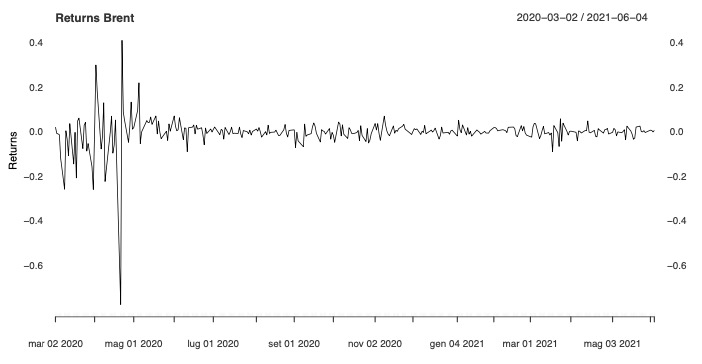 Returns Brent 2020−03−02 / 2021−06−04
0.4 0.4
0.2 0.2
0.0 0.0
Returns
−0.2 −0.2
−0.4 −0.4
−0.6 −0.6
mar 02 2020 mag 01 2020 lug 01 2020 set 01 2020 nov 02 2020 gen 04 2021 mar 01 2021 mag 03 2021